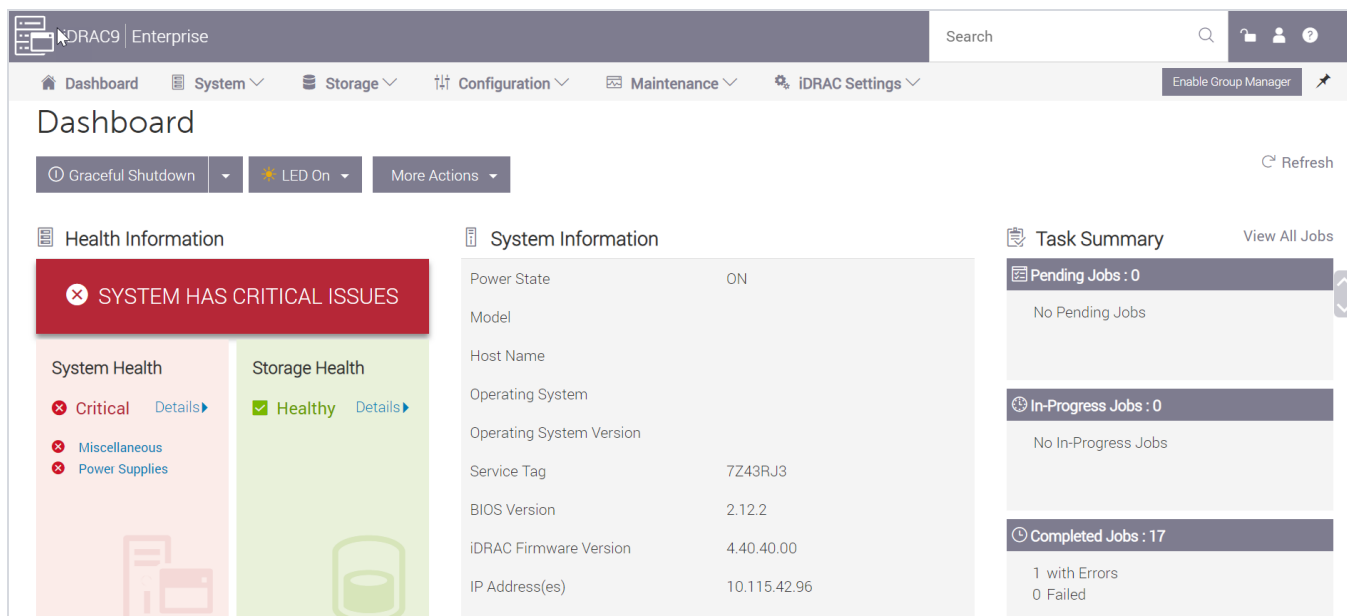 iDRAC9 | Enterprise
Search
Dashboard System Storage Configuration Maintenance iDRAC Settings Enable Group Manager
Dashboard
Graceful Shutdown LED On More Actions
Refresh
Health Information
SYSTEM HAS CRITICAL ISSUES
System Health
Critical Details
Miscellaneous
Power Supplies
Storage Health
Healthy Details
System Information
Power State ON
Model
Host Name
Operating System
Operating System Version
Service Tag 7Z43RJ3
BIOS Version 2.12.2
iDRAC Firmware Version 4.40.40.00
IP Address(es) 10.115.42.96
Task Summary View All Jobs
Pending Jobs : 0
No Pending Jobs
In-Progress Jobs : 0
No In-Progress Jobs
Completed Jobs : 17
1 with Errors
0 Failed